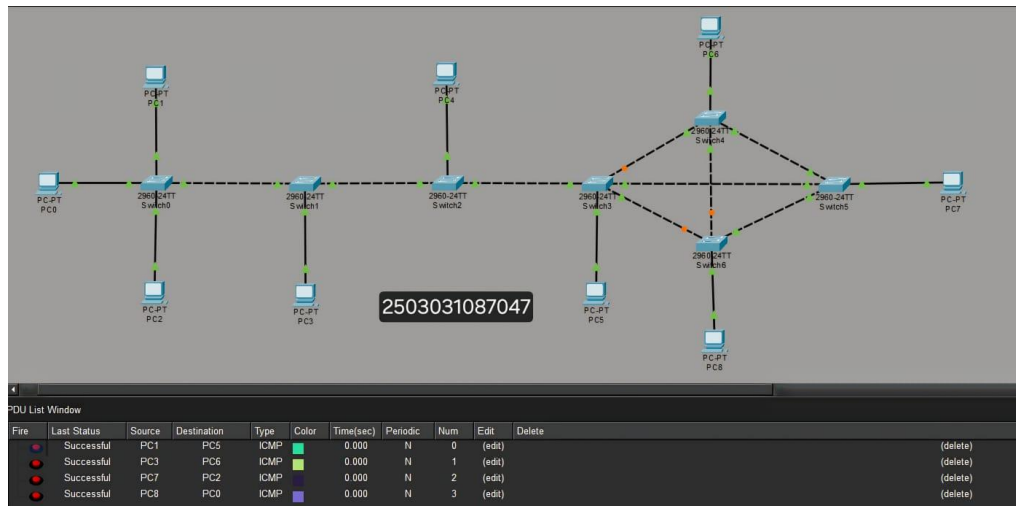 PC-PT
PC6
PC-PT
PC1
PC-PT
PC4
2960-24TT
Switch4
PC-PT
PC0
2960-24TT
Switch0
2960-24TT
Switch1
2960-24TT
Switch2
2960-24TT
Switch3
2960-24TT
Switch5
PC-PT
PC7
2960-24TT
Switch6
PC-PT
PC2
PC-PT
PC3
2503031087047
PC-PT
PC5
PC-PT
PC8
PDU List Window
Fire Last Status Source Destination Type Color Time(sec) Periodic Num Edit Delete
Successful PC1 PC5 ICMP 0.000 N 0 (edit) (delete)
Successful PC3 PC6 ICMP 0.000 N 1 (edit) (delete)
Successful PC7 PC2 ICMP 0.000 N 2 (edit) (delete)
Successful PC8 PC0 ICMP 0.000 N 3 (edit) (delete)